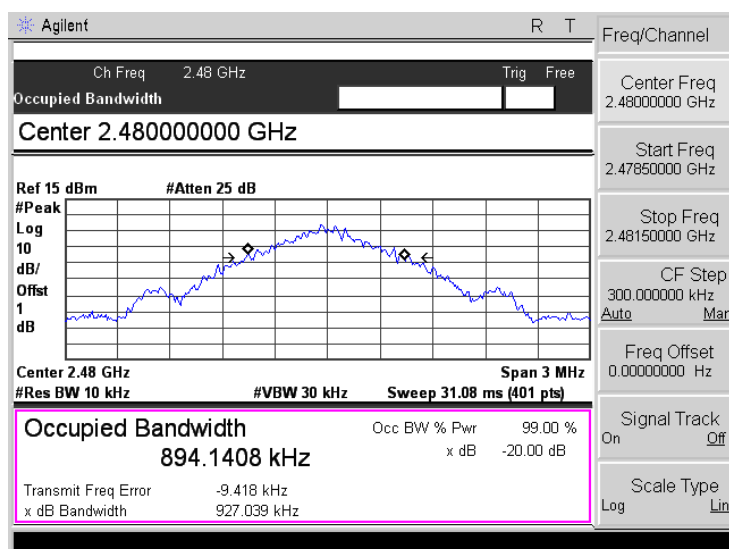 Agilent R T
Ch Freq 2.48 GHz Trig Free
Occupied Bandwidth
Center 2.480000000 GHz
Ref 15 dBm #Atten 25 dB
#Peak
Log
10
dB/
Offst
1
dB
Center 2.48 GHz Span 3 MHz
#Res BW 10 kHz #VBW 30 kHz Sweep 31.08 ms (401 pts)
Occupied Bandwidth Occ BW % Pwr 99.00 %
894.1408 kHz x dB -20.00 dB
Transmit Freq Error -9.418 kHz
x dB Bandwidth 927.039 kHz
Freq/Channel
Center Freq
2.48000000 GHz
Start Freq
2.47850000 GHz
Stop Freq
2.48150000 GHz
CF Step
300.000000 kHz
Auto Man
Freq Offset
0.00000000 Hz
Signal Track
On Off
Scale Type
Log Lin